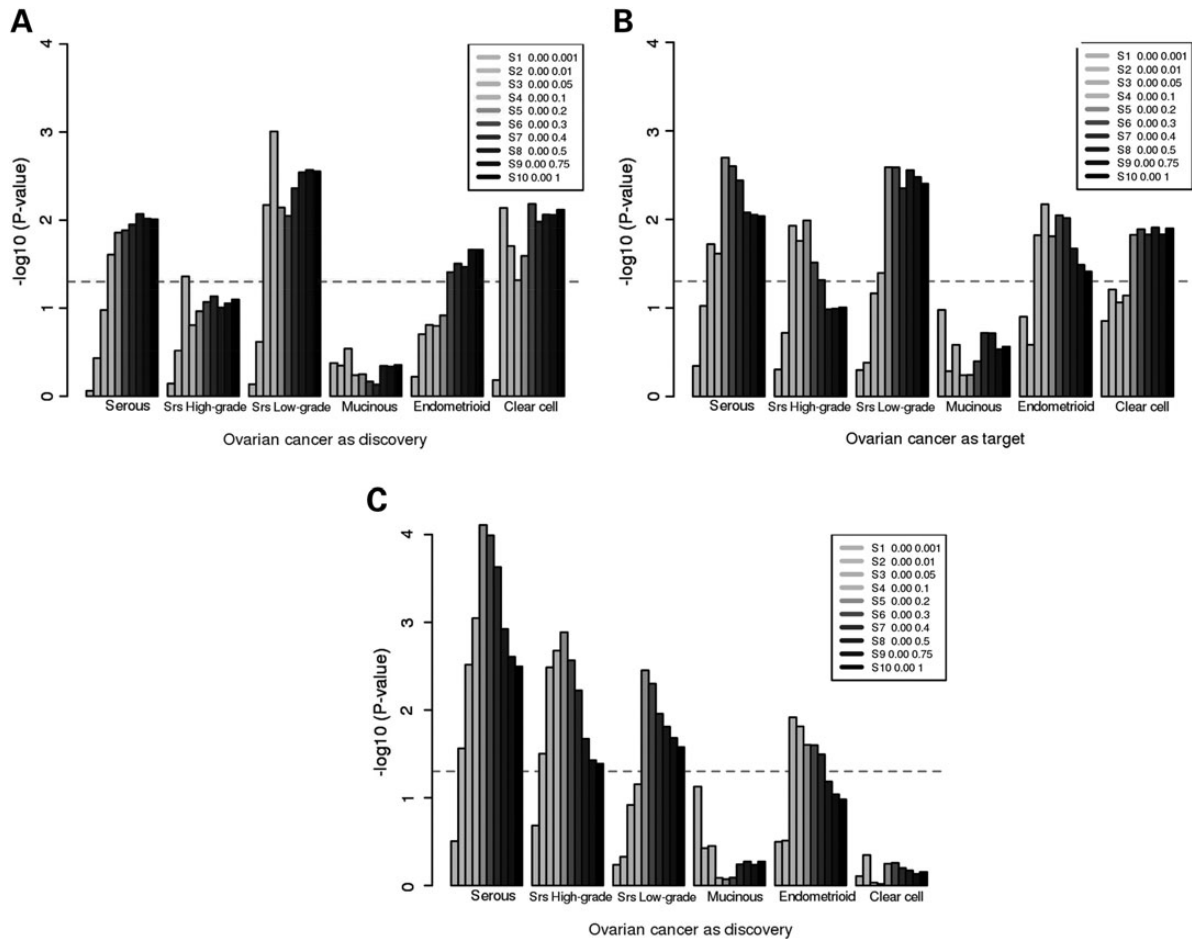 A
B
4
3
2
1
0
-log10 (P-value)
S1 0.00 0.001
S2 0.00 0.01
S3 0.00 0.05
S4 0.00 0.1
S5 0.00 0.2
S6 0.00 0.3
S7 0.00 0.4
S8 0.00 0.5
S9 0.00 0.75
S10 0.00 1
Serous Srs High-grade Srs Low-grade Mucinous Endometrioid Clear cell
Ovarian cancer as discovery
4
3
2
1
0
-log10 (P-value)
S1 0.00 0.001
S2 0.00 0.01
S3 0.00 0.05
S4 0.00 0.1
S5 0.00 0.2
S6 0.00 0.3
S7 0.00 0.4
S8 0.00 0.5
S9 0.00 0.75
S10 0.00 1
Serous Srs High-grade Srs Low-grade Mucinous Endometrioid Clear cell
Ovarian cancer as target
C
4
3
2
1
0
-log10 (P-value)
S1 0.00 0.001
S2 0.00 0.01
S3 0.00 0.05
S4 0.00 0.1
S5 0.00 0.2
S6 0.00 0.3
S7 0.00 0.4
S8 0.00 0.5
S9 0.00 0.75
S10 0.00 1
Serous Srs High-grade Srs Low-grade Mucinous Endometrioid Clear cell
Ovarian cancer as discovery